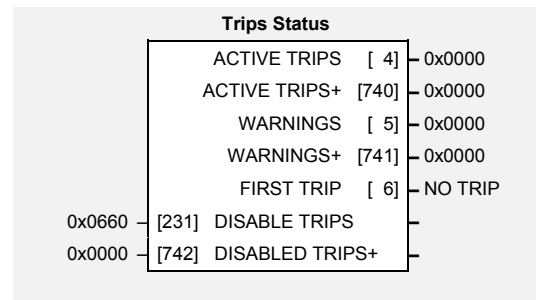 Trips Status
ACTIVE TRIPS [ 4] 0x0000
ACTIVE TRIPS+ [740] 0x0000
WARNINGS [ 5] 0x0000
WARNINGS+ [741] 0x0000
FIRST TRIP [ 6] NO TRIP
0x0660 [231] DISABLE TRIPS
0x0000 [742] DISABLED TRIPS+